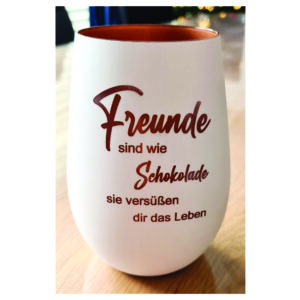 Freunde
sind wie
Schokolade
sie versüßen
dir das Leben